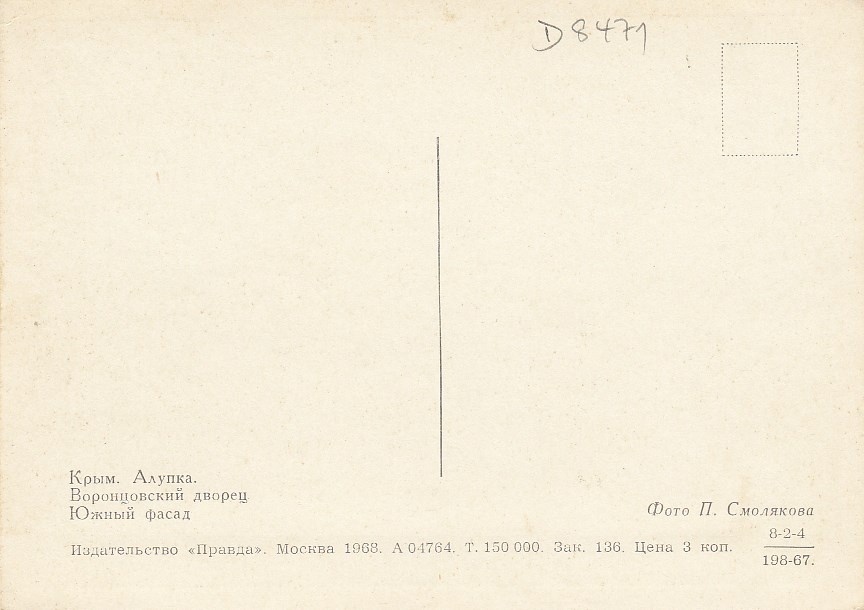 D 8471
Крым. Алупка.
Воронцовский дворец
Южный фасад
Фото П. Смолякова
Издательство «Правда». Москва 1968. А 04764. Т. 150 000. Зак. 136. Цена 3 коп.
8-2-4
198-67.